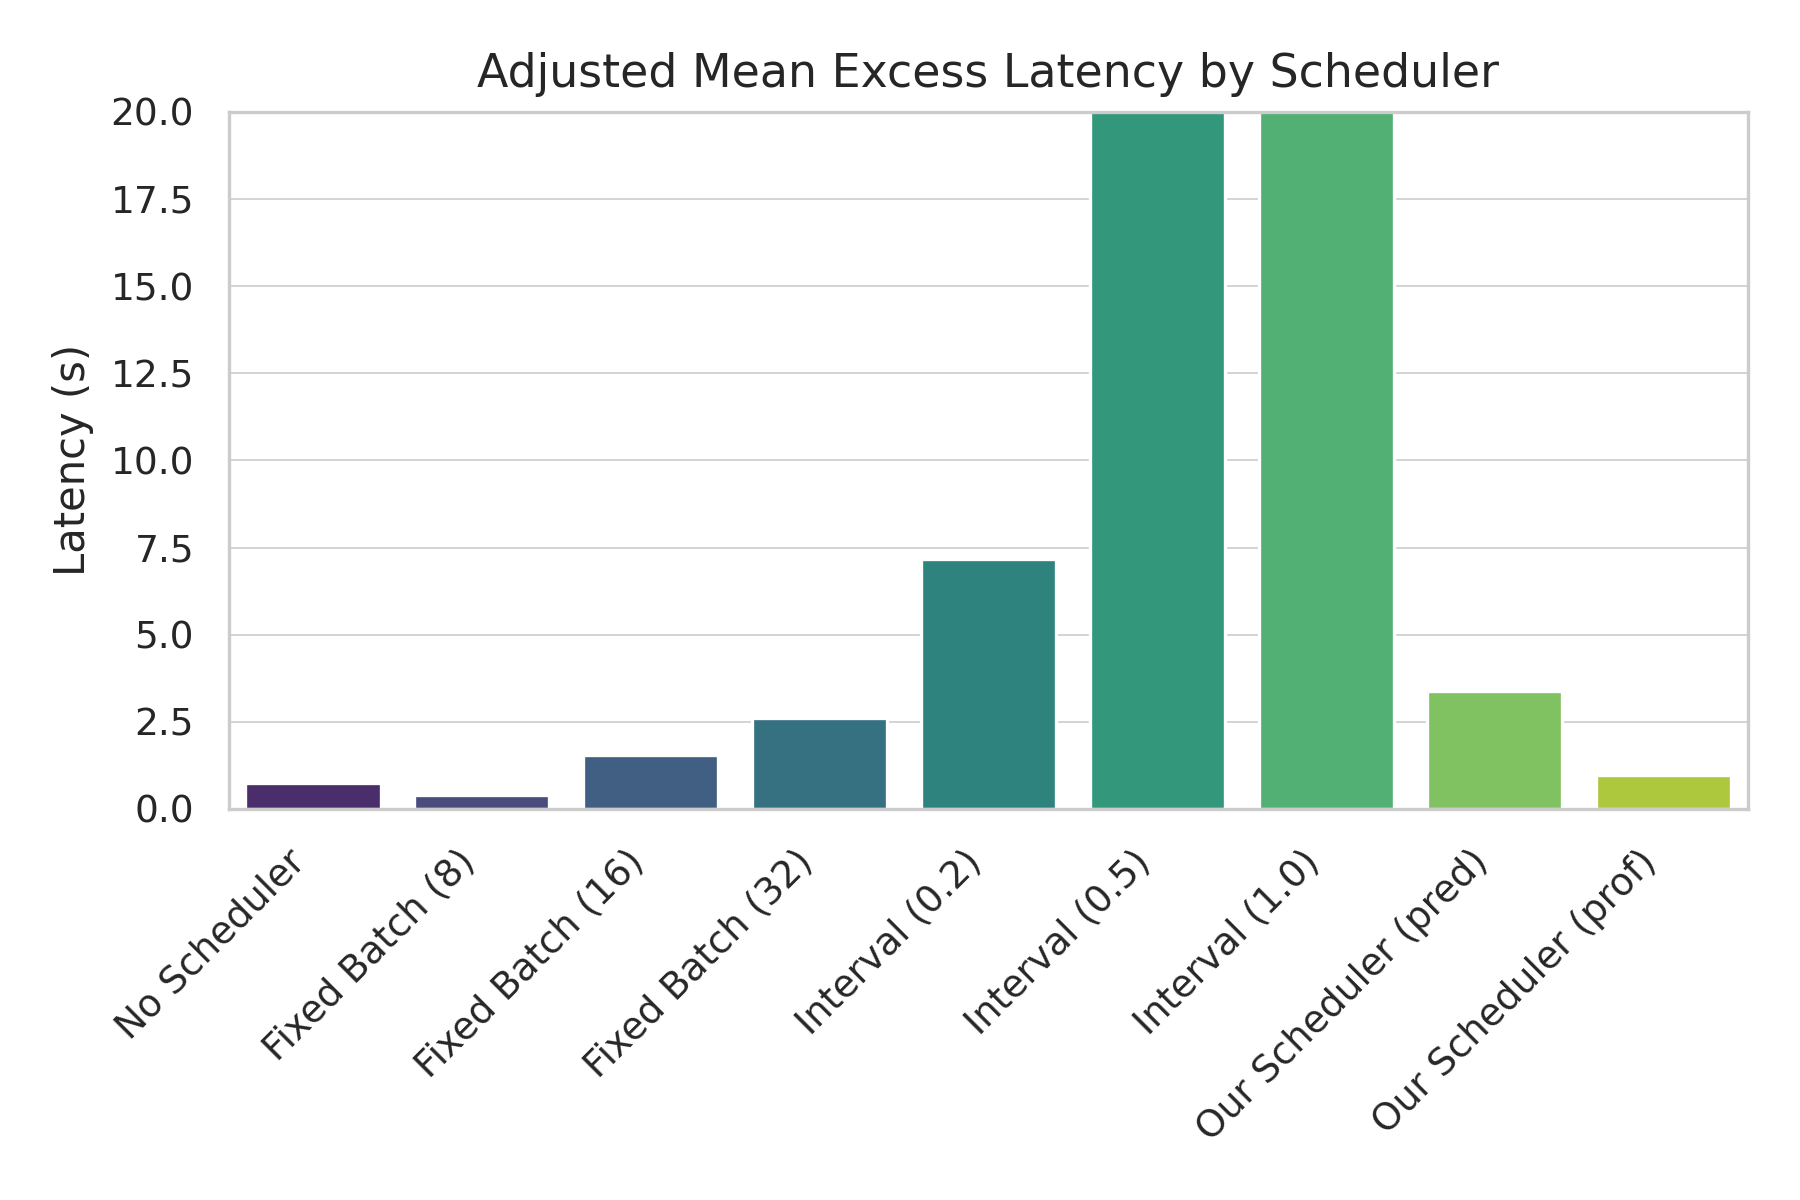 Adjusted Mean Excess Latency by Scheduler
Latency (s)
20.0
17.5
15.0
12.5
10.0
7.5
5.0
2.5
0.0
No Scheduler
Fixed Batch (8)
Fixed Batch (16)
Fixed Batch (32)
Interval (0.2)
Interval (0.5)
Interval (1.0)
Our Scheduler (pred)
Our Scheduler (prof)